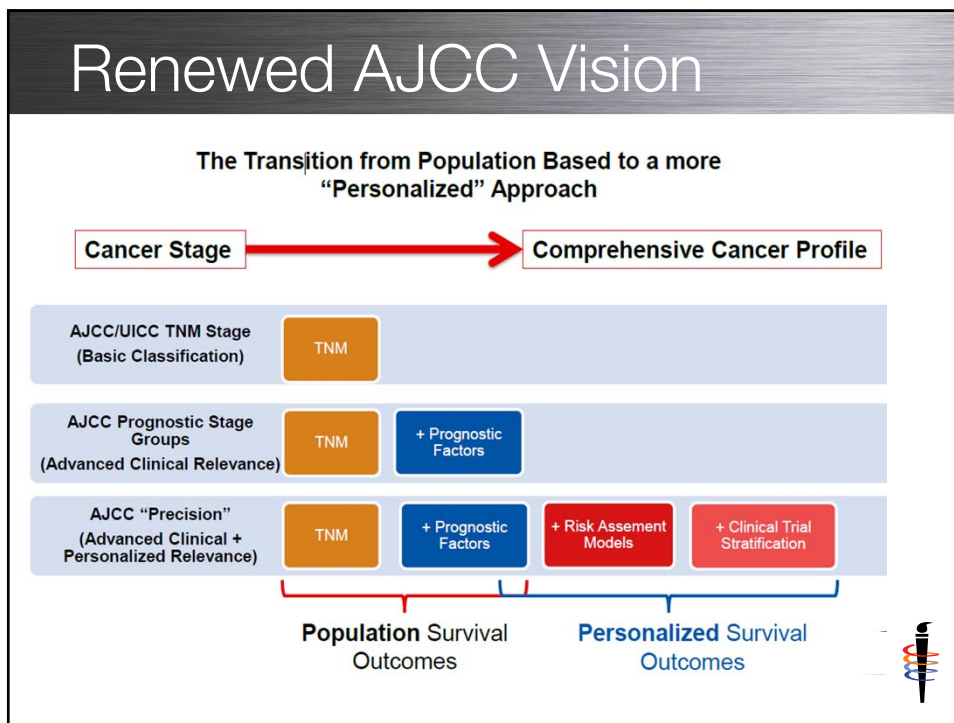 Renewed AJCC Vision
The Transition from Population Based to a more
“Personalized” Approach
Cancer Stage
Comprehensive Cancer Profile
AJCC/UICC TNM Stage
(Basic Classification)
TNM
AJCC Prognostic Stage
Groups
(Advanced Clinical Relevance)
TNM
+ Prognostic
Factors
AJCC “Precision”
(Advanced Clinical +
Personalized Relevance)
TNM
+ Prognostic
Factors
+ Risk Assement
Models
+ Clinical Trial
Stratification
Population Survival
Outcomes
Personalized Survival
Outcomes